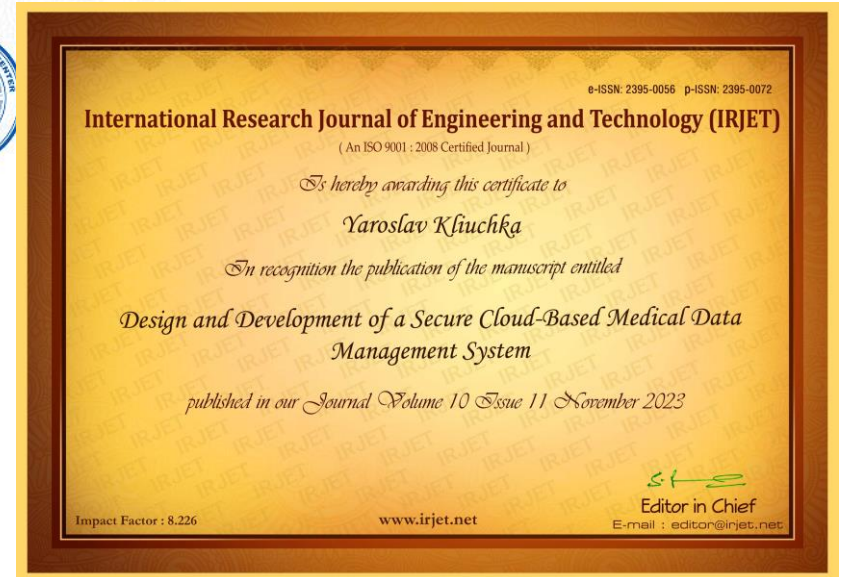 e-ISSN: 2395-0056 p-ISSN: 2395-0072
International Research Journal of Engineering and Technology (IRJET)
( An ISO 9001 : 2008 Certified Journal )
Is hereby awarding this certificate to
Yaroslav Kliuchka
In recognition the publication of the manuscript entitled
Design and Development of a Secure Cloud-Based Medical Data
Management System
published in our Journal Volume 10 Issue 11 November 2023
Editor in Chief
Impact Factor : 8.226
www.irjet.net
E-mail : editor@irjet.net